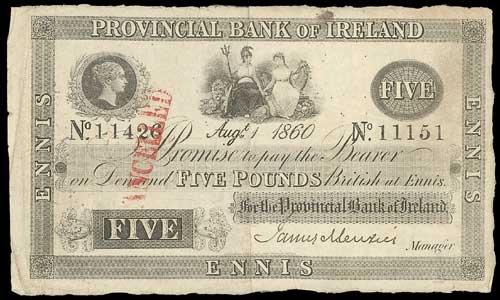 PROVINCIAL BANK OF IRELAND
FIVE
No. 11426 Augt. 1 1860 No. 11151
CANCELLED
Promise to pay the Bearer
on Demand FIVE POUNDS British at Ennis.
For the Provincial Bank of Ireland.
FIVE
James Menzies
Manager
ENNIS
ENNIS
ENNIS